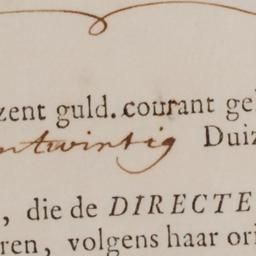 zent guld. courant ge
ntwintig Duiz
, die de DIRECTE
ren, volgens haar ori